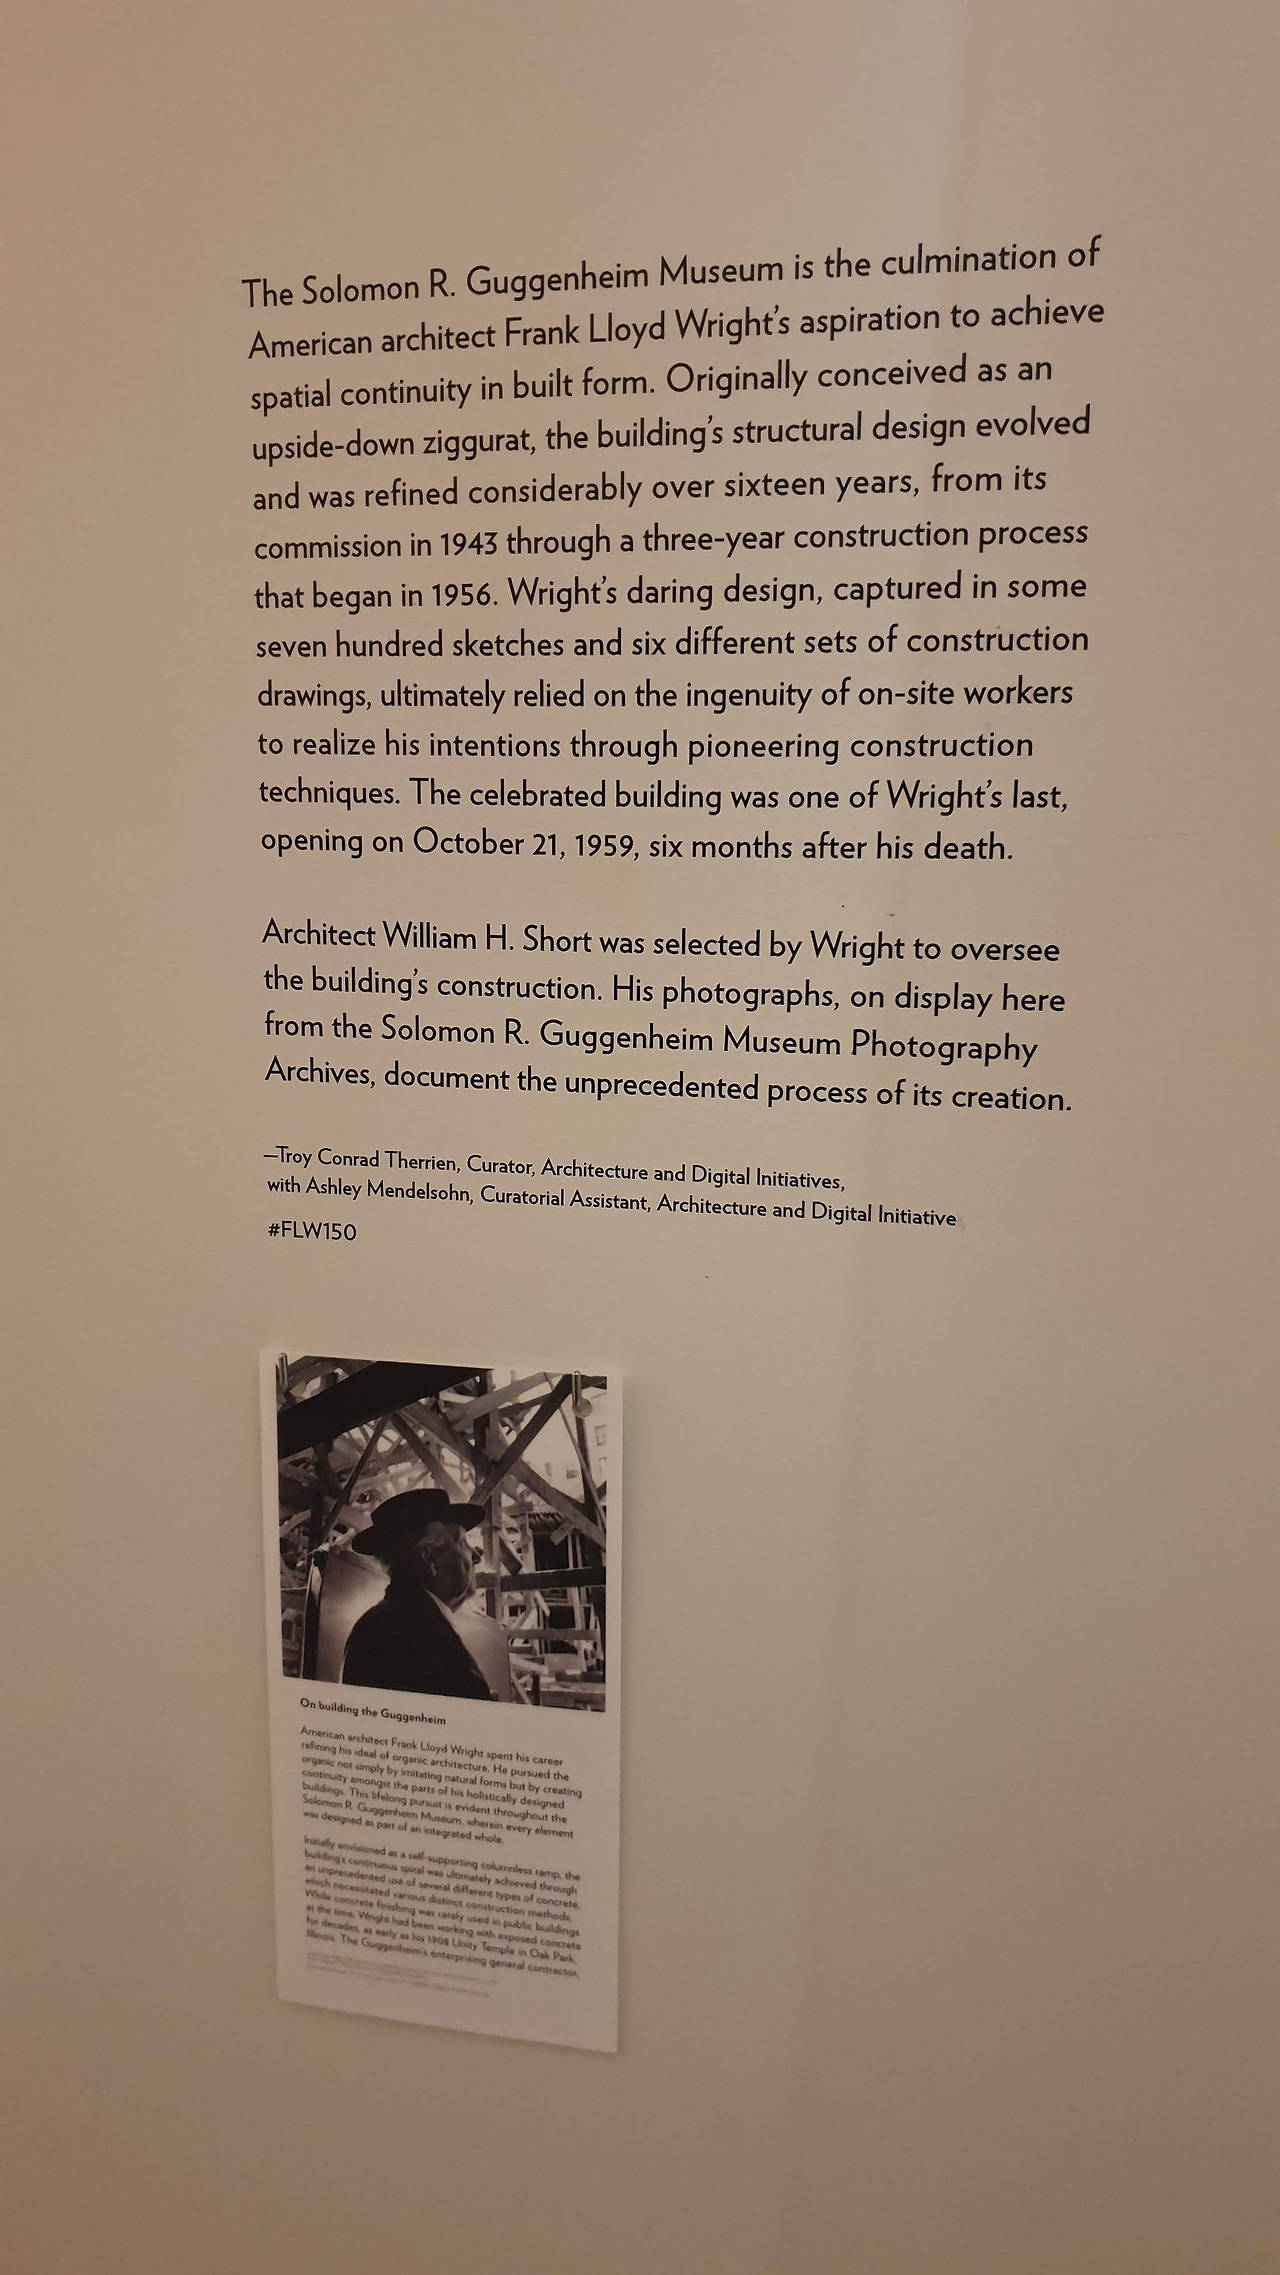 The Solomon R. Guggenheim Museum is the culmination of
American architect Frank Lloyd Wright's aspiration to achieve
spatial continuity in built form. Originally conceived as an
upside-down ziggurat, the building's structural design evolved
and was refined considerably over sixteen years, from its
commission in 1943 through a three-year construction process
that began in 1956. Wright's daring design, captured in some
seven hundred sketches and six different sets of construction
drawings, ultimately relied on the ingenuity of on-site workers
to realize his intentions through pioneering construction
techniques. The celebrated building was one of Wright's last,
opening on October 21, 1959, six months after his death.
Architect William H. Short was selected by Wright to oversee
the building's construction. His photographs, on display here
from the Solomon R. Guggenheim Museum Photography
Archives, document the unprecedented process of its creation.
—Troy Conrad Therrien, Curator, Architecture and Digital Initiatives,
with Ashley Mendelsohn, Curatorial Assistant, Architecture and Digital Initiative
#FLW150
On building the Guggenheim
American architect Frank Lloyd Wright spent his career
refining his ideal of organic architecture. He pursued the
organic not simply by imitating natural forms but by creating
continuity amongst the parts of his holistically designed
buildings. This lifelong pursuit is evident throughout the
Solomon R. Guggenheim Museum, wherein every element
was designed as part of an integrated whole.
Initially envisioned as a self-supporting columnless ramp, the
building's continuous spiral was ultimately achieved through
an unprecedented use of several different types of concrete,
which necessitated various distinct construction methods.
While concrete finishing was rarely used in public buildings
at the time, Wright had been working with exposed concrete
for decades, as early as his 1908 Unity Temple in Oak Park,
Illinois. The Guggenheim's enterprising general contractor,